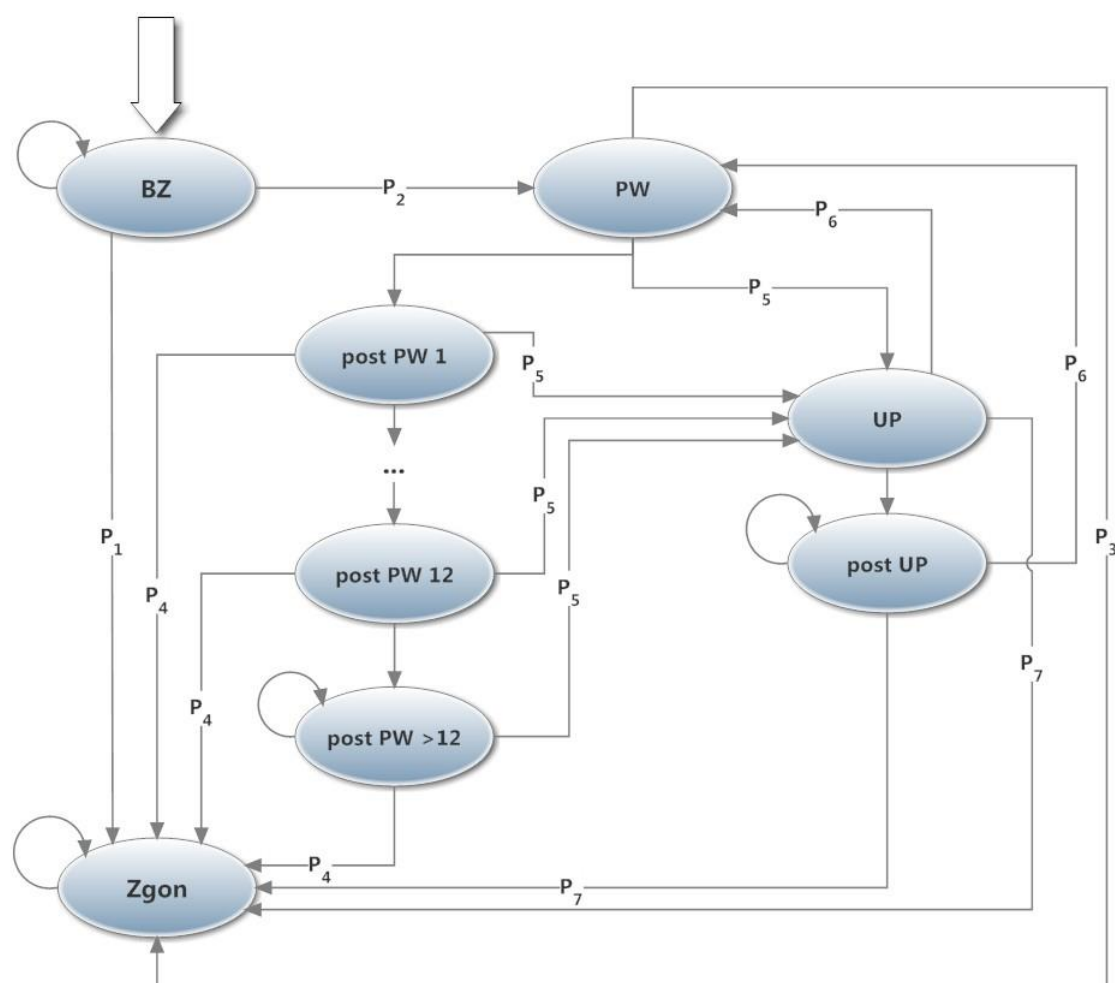 BZ
P2
PW
P6
P5
post PW 1
P5
P6
UP
...
P5
P1
P3
post PW 12
post UP
P5
P4
P7
P4
post PW >12
P4
Zgon
P7